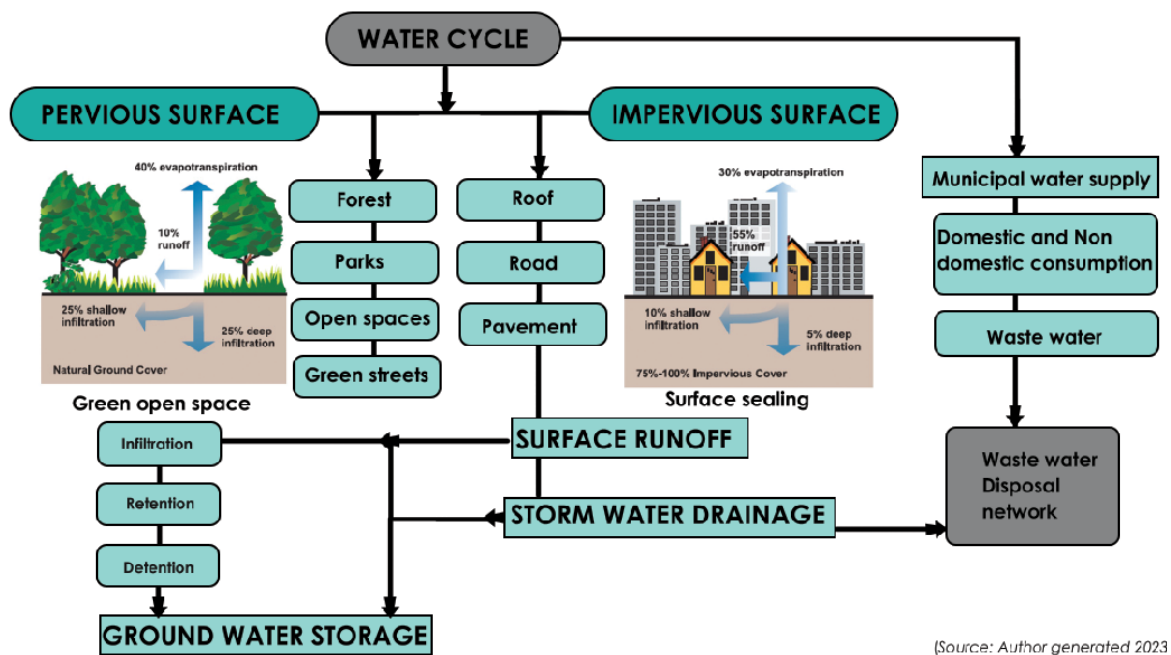 WATER CYCLE
PERVIOUS SURFACE
IMPERVIOUS SURFACE
40% evapotranspiration
10%
runoff
25% shallow
infiltration
25% deep
infiltration
Natural Ground Cover
Green open space
Forest
Parks
Open spaces
Green streets
Roof
Road
Pavement
30% evapotranspiration
55%
runoff
10% shallow
infiltration
5% deep
infiltration
75%-100% Impervious Cover
Surface sealing
Municipal water supply
Domestic and Non
domestic consumption
Waste water
Infiltration
Retention
Detention
SURFACE RUNOFF
STORM WATER DRAINAGE
Waste water
Disposal
network
GROUND WATER STORAGE
(Source: Author generated 2023